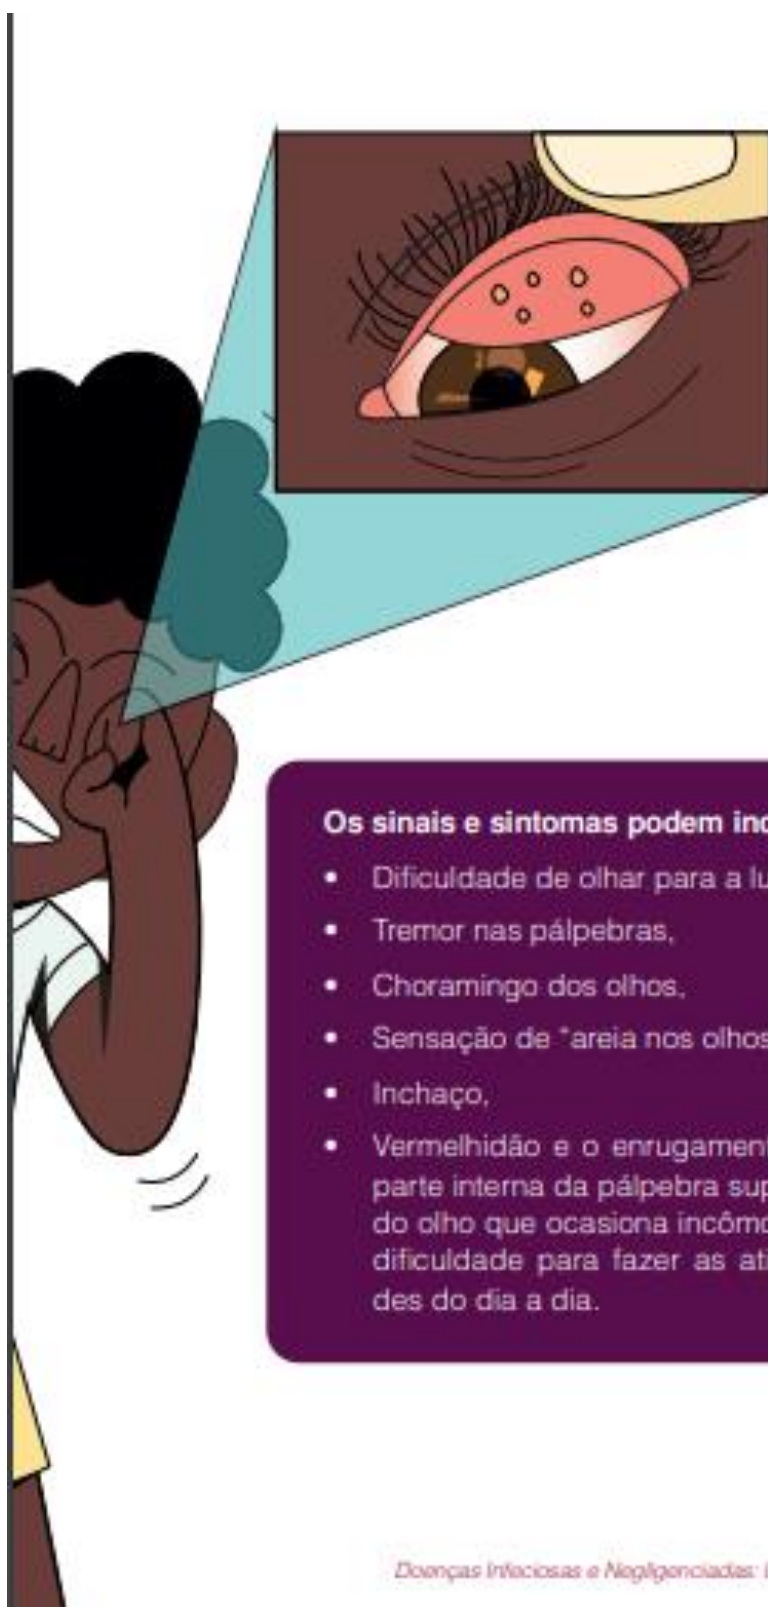 Os sinais e sintomas podem inc
• Dificuldade de olhar para a lu
• Tremor nas pálpebras,
• Choramingo dos olhos,
• Sensação de "areia nos olhos
• Inchaço,
• Vermelhidão e o enrugament
parte interna da pálpebra sup
do olho que ocasiona incômo
dificuldade para fazer as ati
des do dia a dia.
Doenças Infeciosas e Negligenciadas: